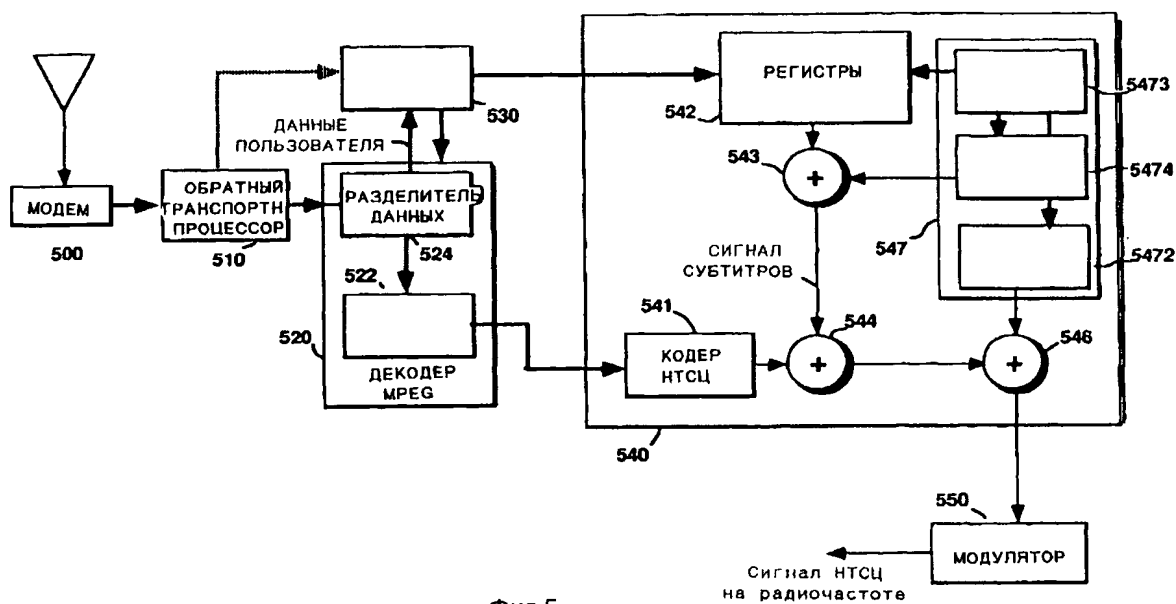 РЕГИСТРЫ
5473
530
542
ДАННЫЕ
ПОЛЬЗОВАТЕЛЯ
543
5474
МОДЕМ
500
ОБРАТНЫЙ
ТРАНСПОРТН
ПРОЦЕССОР
510
РАЗДЕЛИТЕЛЬ
ДАННЫХ
524
547
5472
СИГНАЛ
СУБТИТРОВ
522
520
541
544
546
КОДЕР
НТСЦ
ДЕКОДЕР
MPEG
540
550
МОДУЛЯТОР
Сигнал НТСЦ
на радиочастоте